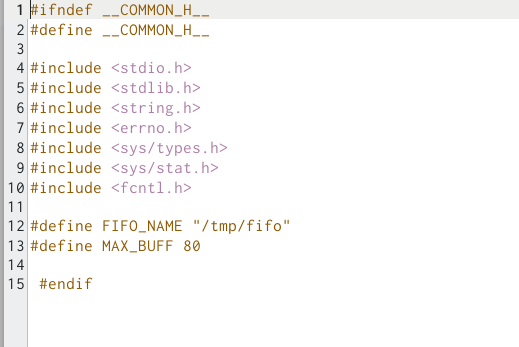 1 #ifndef __COMMON_H__
2 #define __COMMON_H__
3
4 #include <stdio.h>
5 #include <stdlib.h>
6 #include <string.h>
7 #include <errno.h>
8 #include <sys/types.h>
9 #include <sys/stat.h>
10 #include <fcntl.h>
11
12 #define FIFO_NAME "/tmp/fifo"
13 #define MAX_BUFF 80
14
15  #endif